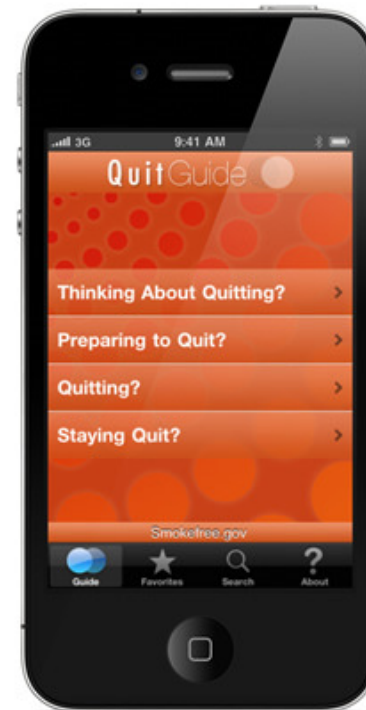 3G 9:41 AM
QuitGuide
Thinking About Quitting?
Preparing to Quit?
Quitting?
Staying Quit?
Smokefree.gov
Guide Favorites Search About